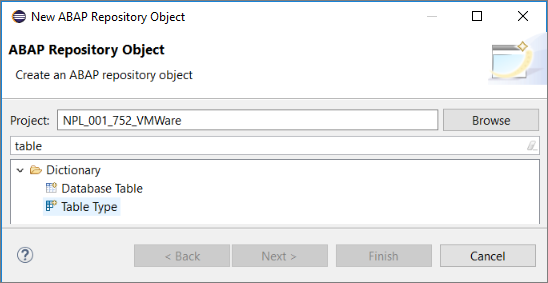 New ABAP Repository Object
ABAP Repository Object
Create an ABAP repository object
Project: NPL_001_752_VMWare Browse
table
Dictionary
Database Table
Table Type
? < Back Next > Finish Cancel